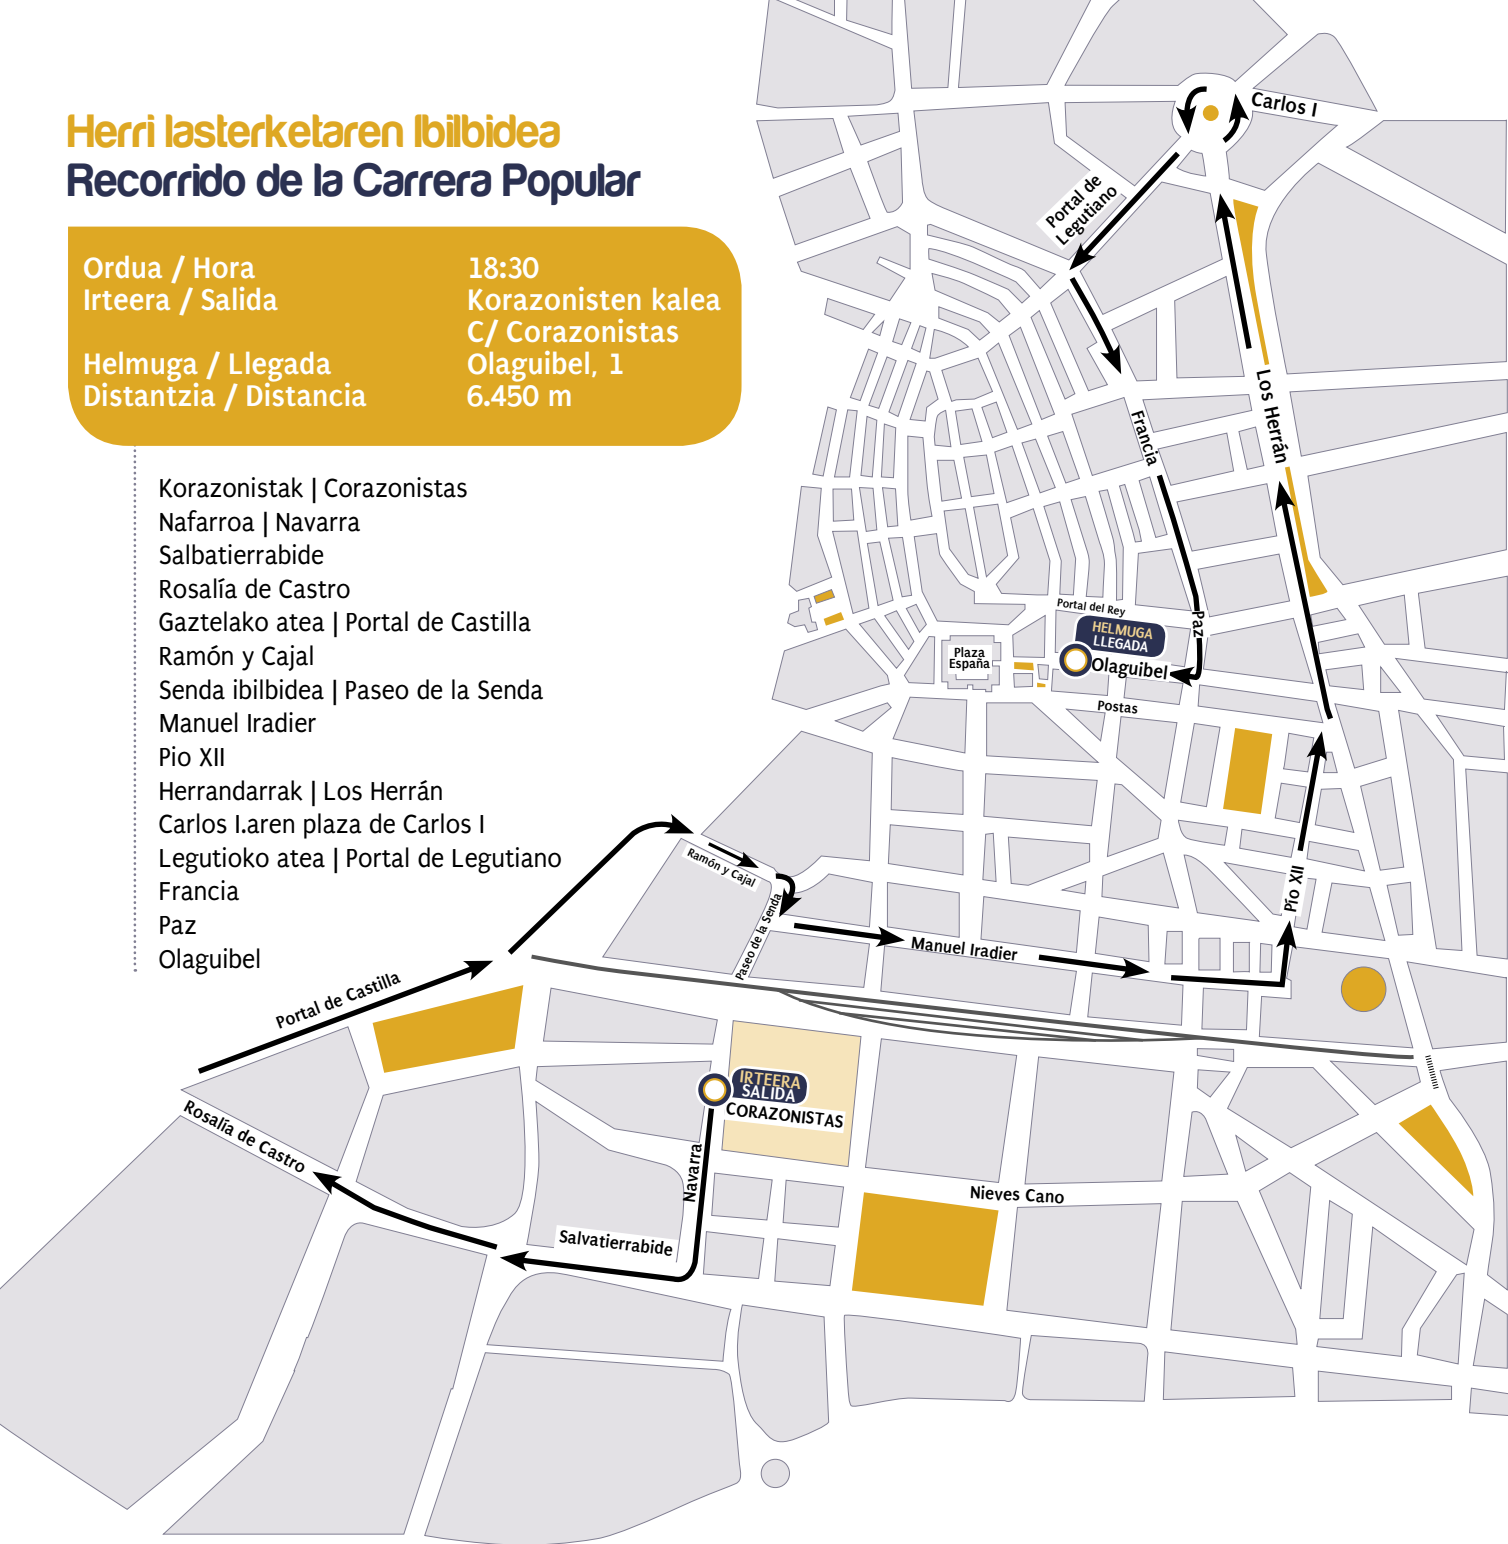 Herri lasterketaren Ibilbidea
Recorrido de la Carrera Popular
Ordua / Hora 18:30
Irteera / Salida Korazonisten kalea
C/ Corazonistas
Helmuga / Llegada Olaguibel, 1
Distantzia / Distancia 6.450 m
Korazonistak | Corazonistas
Nafarroa | Navarra
Salbatierrabide
Rosalía de Castro
Gaztelako atea | Portal de Castilla
Ramón y Cajal
Senda ibilbidea | Paseo de la Senda
Manuel Iradier
Pio XII
Herrandarrak | Los Herrán
Carlos I.aren plaza de Carlos I
Legutioko atea | Portal de Legutiano
Francia
Paz
Olaguibel
Carlos I
Portal de
Legutiano
Los Herrán
Francia
Portal del Rey
Paz
HELMUGA
LLEGADA
Plaza
España
Olaguibel
Postas
Ramón y Cajal
Pío XII
Paseo de la Senda
Manuel Iradier
Portal de Castilla
IRTEERA
SALIDA
CORAZONISTAS
Rosalía de Castro
Navarra
Nieves Cano
Salvatierrabide